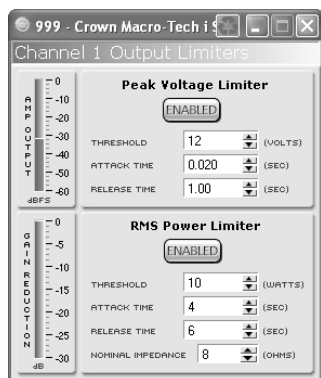 999 - Crown Macro-Tech i S
Channel 1 Output Limiters
AMP OUTPUT
0
-10
-20
-30
-40
-50
-60
dBFS
Peak Voltage Limiter
ENABLED
THRESHOLD 12 (VOLTS)
ATTACK TIME 0.020 (SEC)
RELEASE TIME 1.00 (SEC)
GAIN REDUCTION
0
-5
-10
-15
-20
-25
-30
dB
RMS Power Limiter
ENABLED
THRESHOLD 10 (WATTS)
ATTACK TIME 4 (SEC)
RELEASE TIME 6 (SEC)
NOMINAL IMPEDANCE 8 (OHMS)